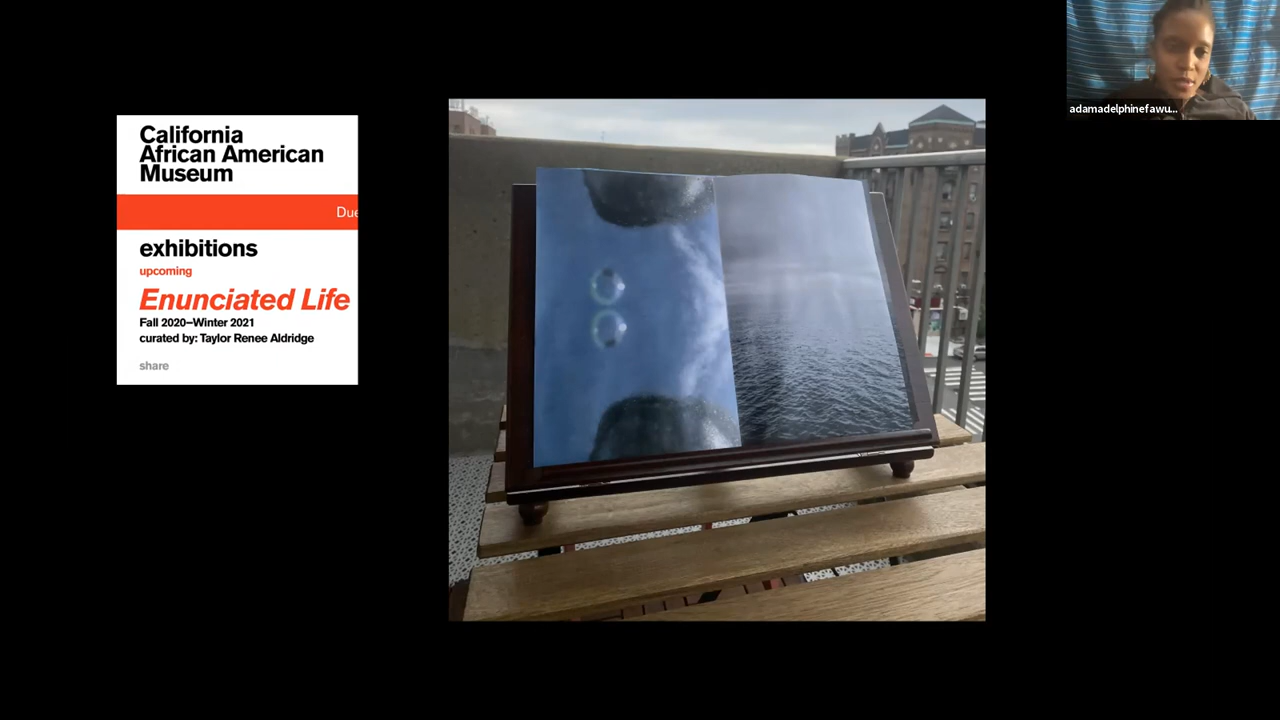 California
African American
Museum
Due
exhibitions
upcoming
Enunciated Life
Fall 2020–Winter 2021
curated by: Taylor Renee Aldridge
share
adamadelphinefawu...